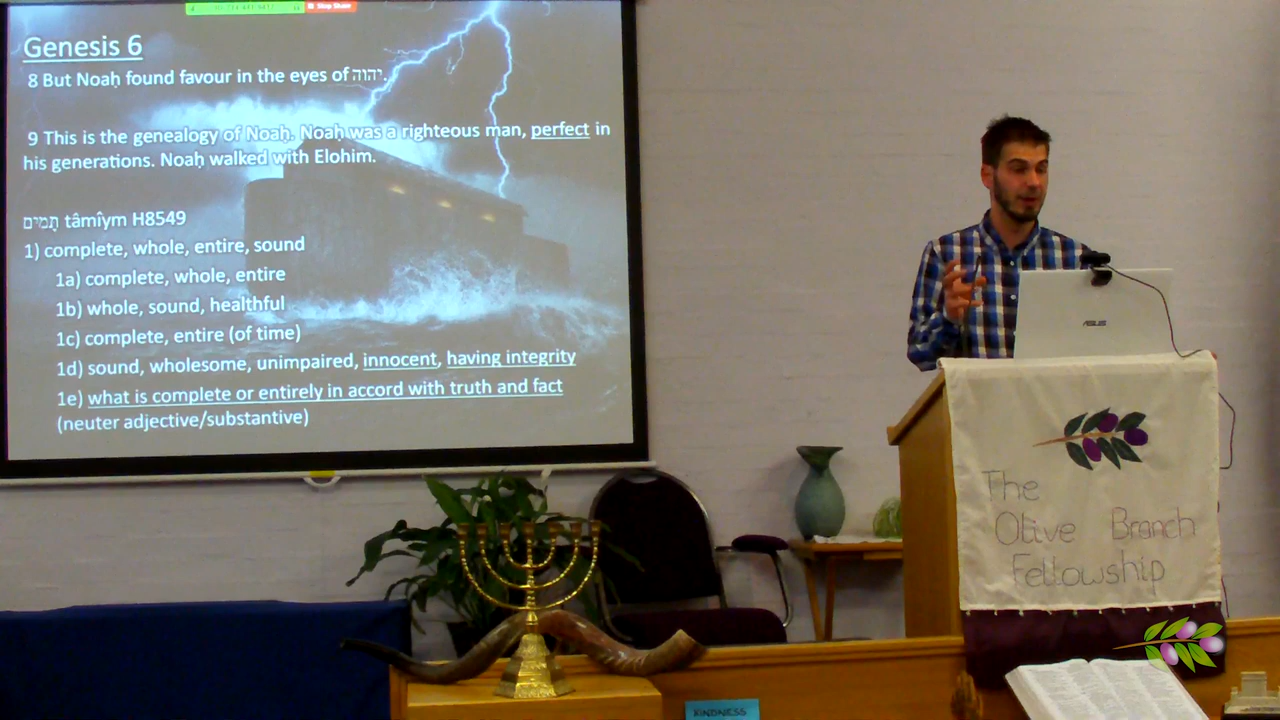 Stop Share
Genesis 6
8 But Noaḥ found favour in the eyes of יהוה.
9 This is the genealogy of Noaḥ. Noaḥ was a righteous man, perfect in
his generations. Noaḥ walked with Elohim.
תָּמִים tâmîym H8549
1) complete, whole, entire, sound
1a) complete, whole, entire
1b) whole, sound, healthful
1c) complete, entire (of time)
1d) sound, wholesome, unimpaired, innocent, having integrity
1e) what is complete or entirely in accord with truth and fact
(neuter adjective/substantive)
ASUS
The
Olive Branch
Fellowship
KINDNESS